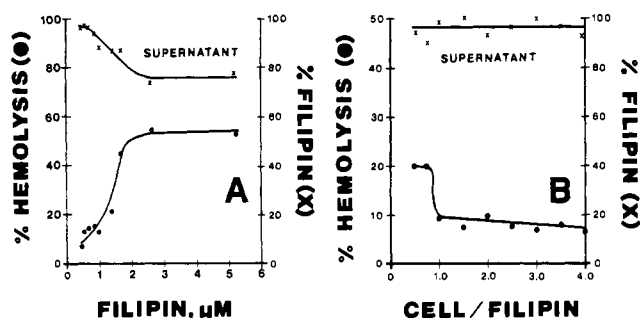 % HEMOLYSIS (●)
100
80
60
40
20
0
SUPERNATANT
A
100
80
60
40
20
0
% FILIPIN (X)
0 1 2 3 4 5 6
FILIPIN, µM
% HEMOLYSIS (●)
50
40
30
20
10
0
SUPERNATANT
B
100
80
60
40
20
0
% FILIPIN (X)
0 1.0 2.0 3.0 4.0
CELL/FILIPIN